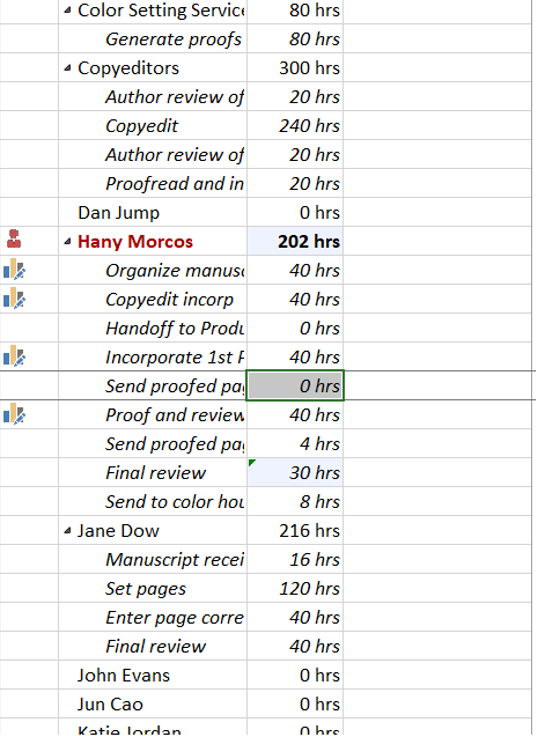 Color Setting Service 80 hrs
Generate proofs 80 hrs
Copyeditors 300 hrs
Author review of 20 hrs
Copyedit 240 hrs
Author review of 20 hrs
Proofread and in 20 hrs
Dan Jump 0 hrs
Hany Morcos 202 hrs
Organize manusc 40 hrs
Copyedit incorp 40 hrs
Handoff to Produ 0 hrs
Incorporate 1st P 40 hrs
Send proofed pag 0 hrs
Proof and review 40 hrs
Send proofed pag 4 hrs
Final review 30 hrs
Send to color hou 8 hrs
Jane Dow 216 hrs
Manuscript recei 16 hrs
Set pages 120 hrs
Enter page corre 40 hrs
Final review 40 hrs
John Evans 0 hrs
Jun Cao 0 hrs
Katie Jordan 0 hrs